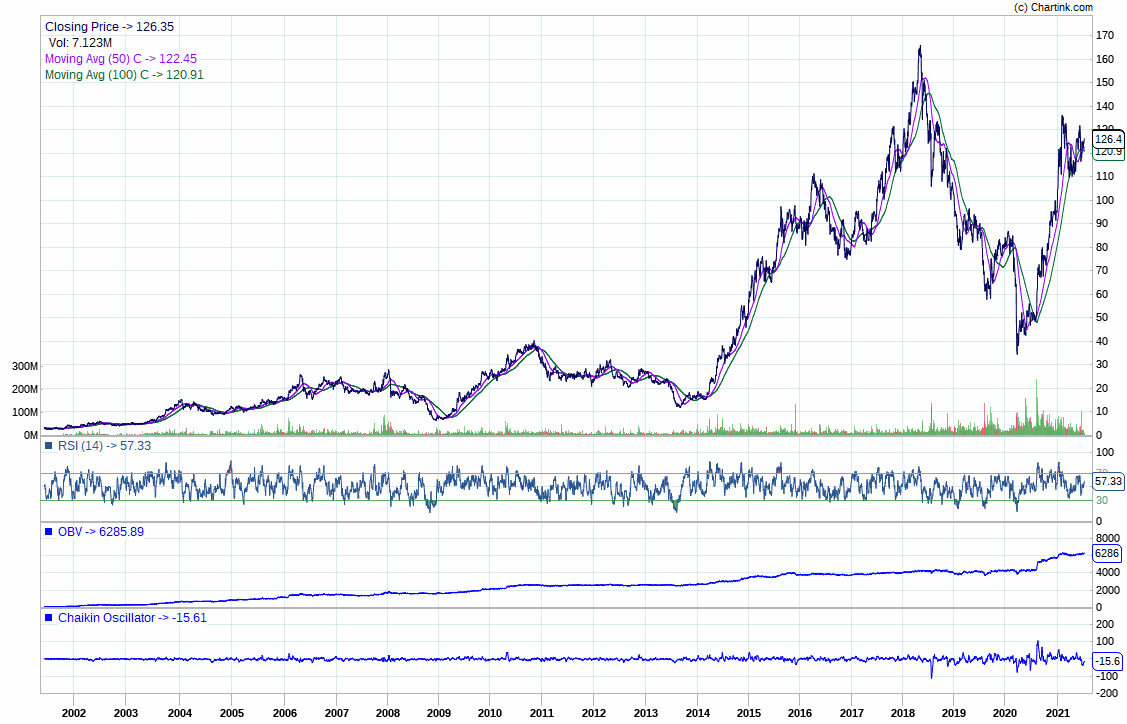 (c) Chartink.com
Closing Price -> 126.35
Vol: 7.123M
Moving Avg (50) C -> 122.45
Moving Avg (100) C -> 120.91
170
160
150
140
130
126.4
120.9
110
100
90
80
70
60
50
40
30
20
10
0
300M
200M
100M
0M
RSI (14) -> 57.33
100
70
57.33
30
0
OBV -> 6285.89
8000
6286
4000
2000
0
Chaikin Oscillator -> -15.61
200
100
-15.6
-100
-200
2002 2003 2004 2005 2006 2007 2008 2009 2010 2011 2012 2013 2014 2015 2016 2017 2018 2019 2020 2021